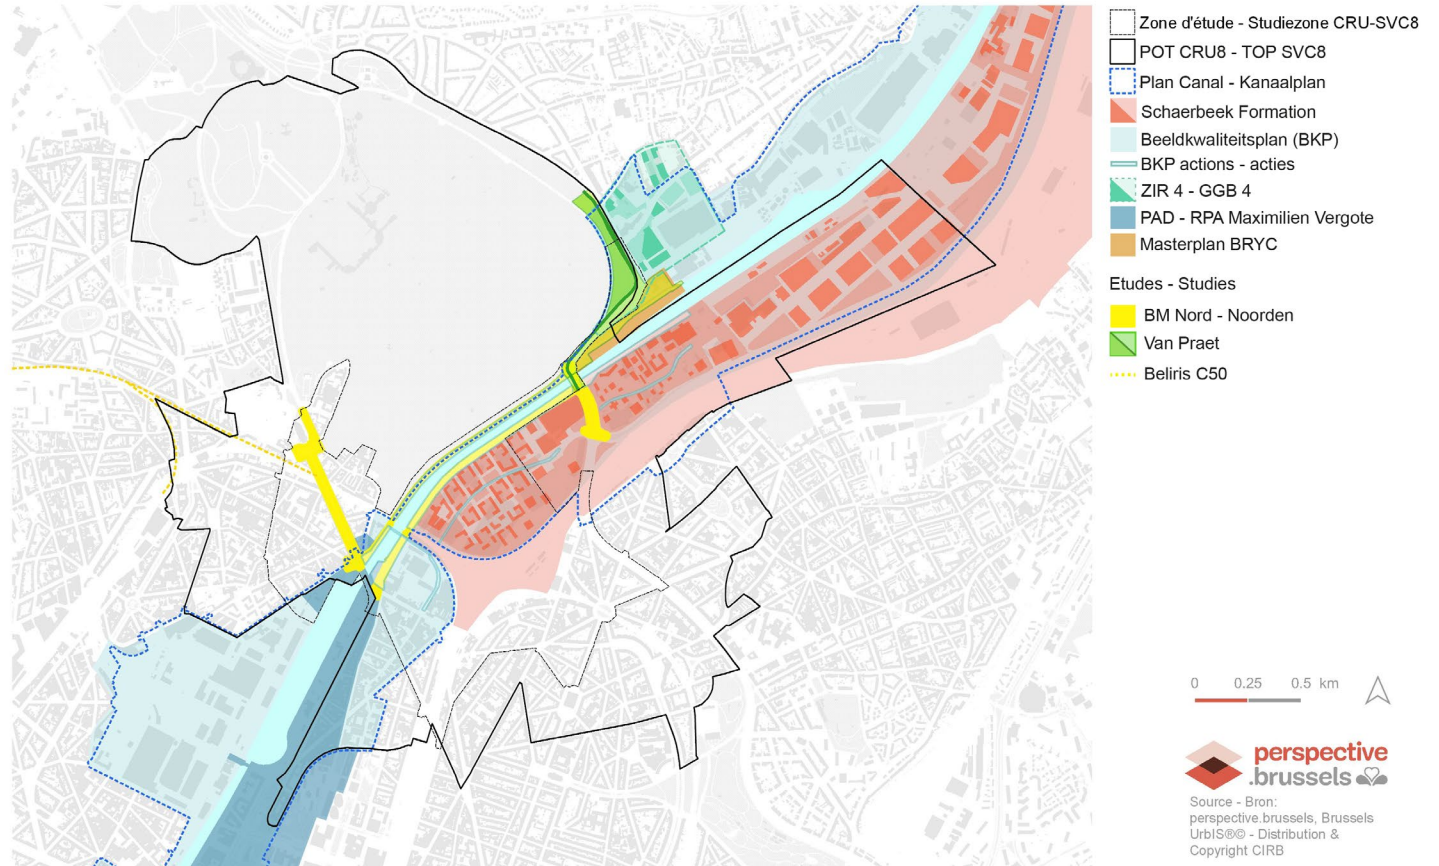 Zone d'étude - Studiezone CRU-SVC8
POT CRU8 - TOP SVC8
Plan Canal - Kanaalplan
Schaerbeek Formation
Beeldkwaliteitsplan (BKP)
BKP actions - acties
ZIR 4 - GGB 4
PAD - RPA Maximilien Vergote
Masterplan BRYC
Etudes - Studies
BM Nord - Noorden
Van Praet
Beliris C50
0 0.25 0.5 km
perspective
.brussels
Source - Bron:
perspective.brussels, Brussels
UrbIS®© - Distribution &
Copyright CIRB